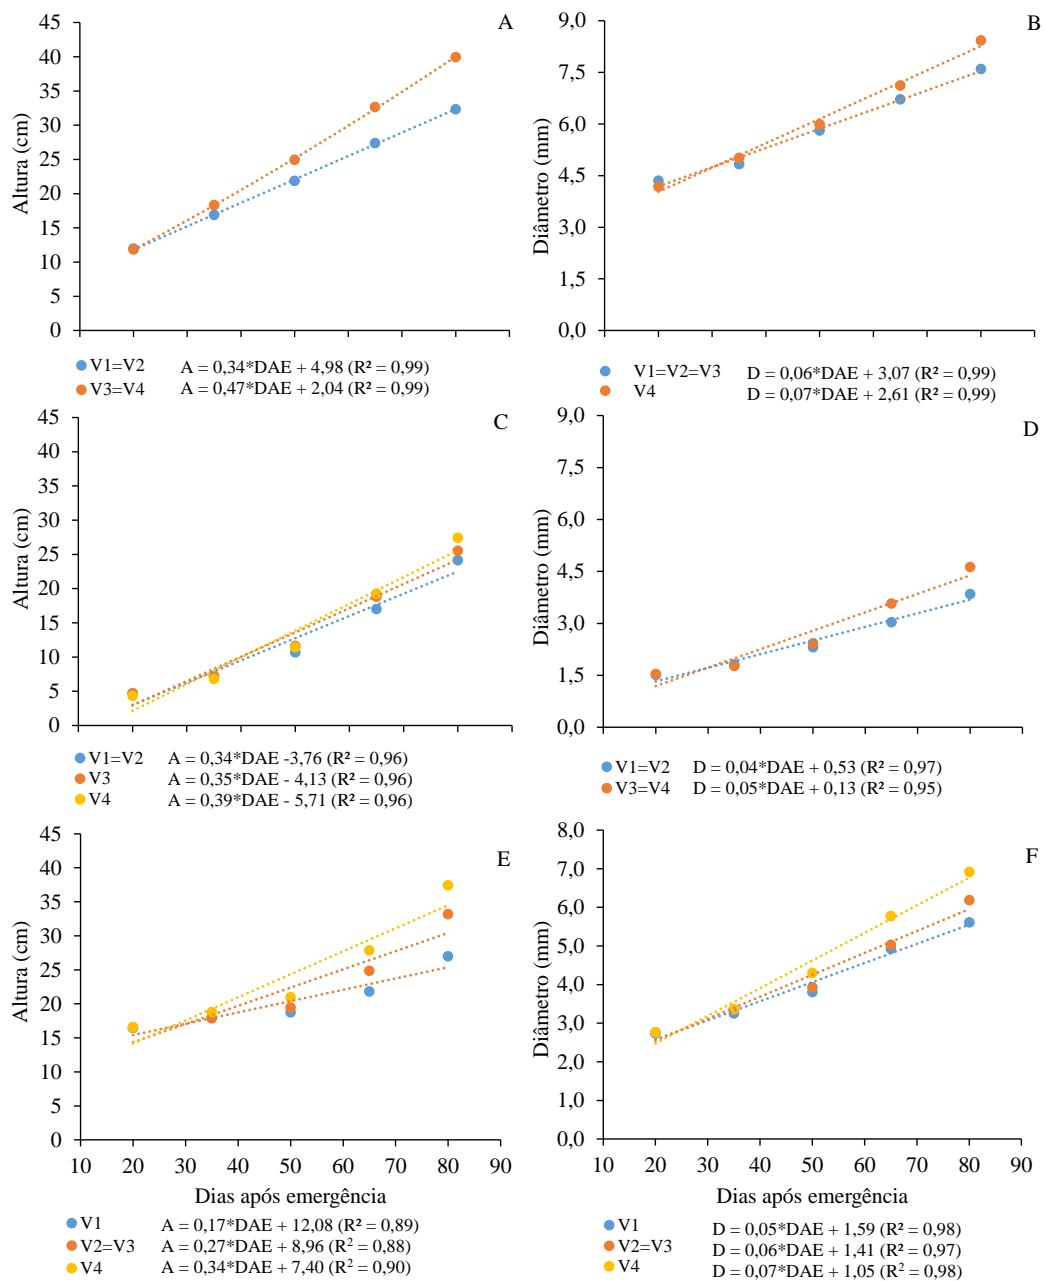 A
45
40
35
30
25
20
15
10
5
0
Altura (cm)
V1=V2 A = 0,34*DAE + 4,98 (R² = 0,99)
V3=V4 A = 0,47*DAE + 2,04 (R² = 0,99)
B
9,0
7,5
6,0
4,5
3,0
1,5
0,0
Diâmetro (mm)
V1=V2=V3 D = 0,06*DAE + 3,07 (R² = 0,99)
V4 D = 0,07*DAE + 2,61 (R² = 0,99)
C
45
40
35
30
25
20
15
10
5
0
Altura (cm)
V1=V2 A = 0,34*DAE -3,76 (R² = 0,96)
V3 A = 0,35*DAE - 4,13 (R² = 0,96)
V4 A = 0,39*DAE - 5,71 (R² = 0,96)
D
9,0
7,5
6,0
4,5
3,0
1,5
0,0
Diâmetro (mm)
V1=V2 D = 0,04*DAE + 0,53 (R² = 0,97)
V3=V4 D = 0,05*DAE + 0,13 (R² = 0,95)
E
45
40
35
30
25
20
15
10
5
0
Altura (cm)
10 20 30 40 50 60 70 80 90
Dias após emergência
V1 A = 0,17*DAE + 12,08 (R² = 0,89)
V2=V3 A = 0,27*DAE + 8,96 (R² = 0,88)
V4 A = 0,34*DAE + 7,40 (R² = 0,90)
F
8,0
7,0
6,0
5,0
4,0
3,0
2,0
1,0
0,0
Diâmetro (mm)
10 20 30 40 50 60 70 80 90
Dias após emergência
V1 D = 0,05*DAE + 1,59 (R² = 0,98)
V2=V3 D = 0,06*DAE + 1,41 (R² = 0,97)
V4 D = 0,07*DAE + 1,05 (R² = 0,98)